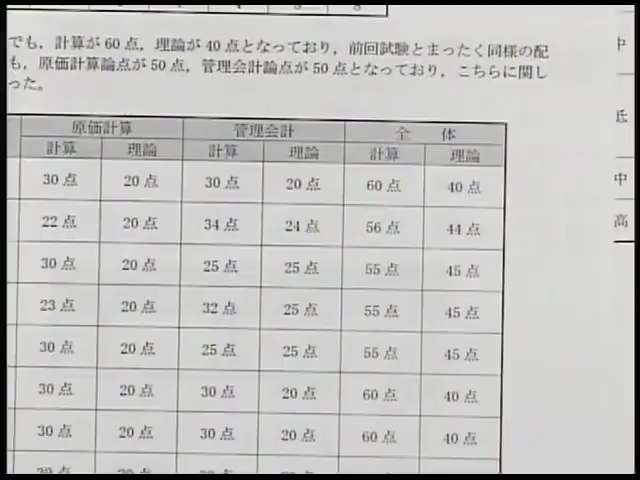 でも，計算が 60 点，理論が 40 点となっており，前回試験とまったく同様の配
も，原価計算論点が 50 点，管理会計論点が 50 点となっており，こちらに関し
った。
原価計算 管理会計 全 体
計算 理論 計算 理論 計算 理論
30 点 20 点 30 点 20 点 60 点 40 点
22 点 20 点 34 点 24 点 56 点 44 点
30 点 20 点 25 点 25 点 55 点 45 点
23 点 20 点 32 点 25 点 55 点 45 点
30 点 20 点 25 点 25 点 55 点 45 点
30 点 20 点 30 点 20 点 60 点 40 点
30 点 20 点 30 点 20 点 60 点 40 点
中
低
中
高